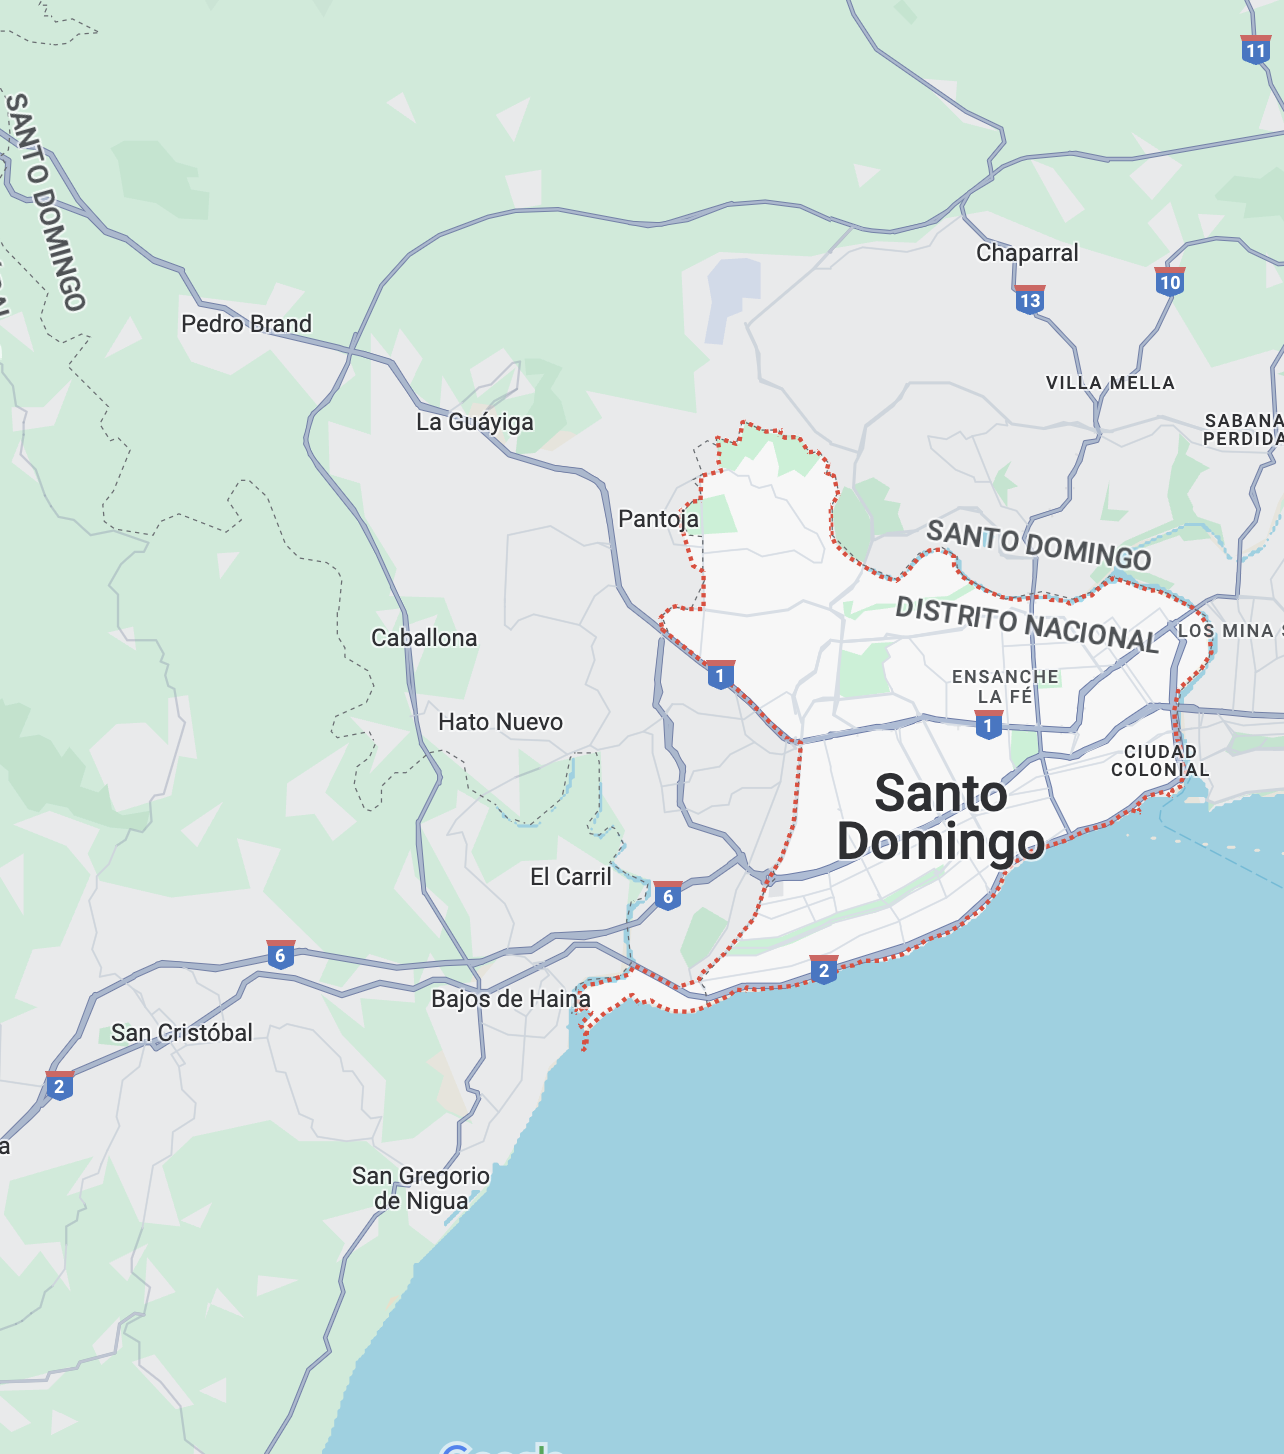 11
SANTO DOMINGO
Chaparral
10
13
Pedro Brand
VILLA MELLA
La Guáyiga
SABANA
PERDIDA
Pantoja
SANTO DOMINGO
DISTRITO NACIONAL
LOS MINA S
Caballona
1
ENSANCHE
LA FÉ
Hato Nuevo
1
CIUDAD
COLONIAL
Santo
Domingo
El Carril
6
6
2
Bajos de Haina
San Cristóbal
2
a
San Gregorio
de Nigua